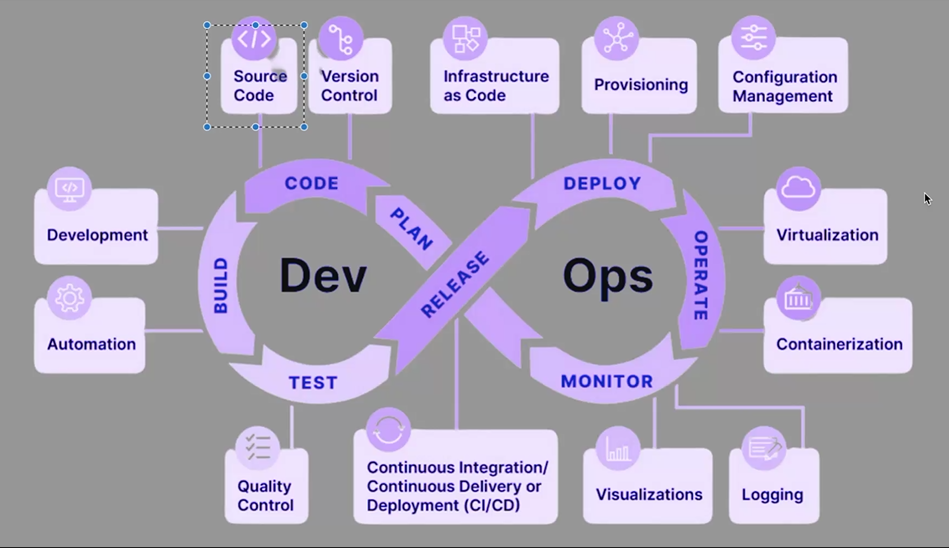 Source
Code
Version
Control
Infrastructure
as Code
Provisioning
Configuration
Management
CODE
PLAN
DEPLOY
Development
BUILD
Dev
RELEASE
Ops
OPERATE
Virtualization
Automation
Containerization
TEST
MONITOR
Quality
Control
Continuous Integration/
Continuous Delivery or
Deployment (CI/CD)
Visualizations
Logging